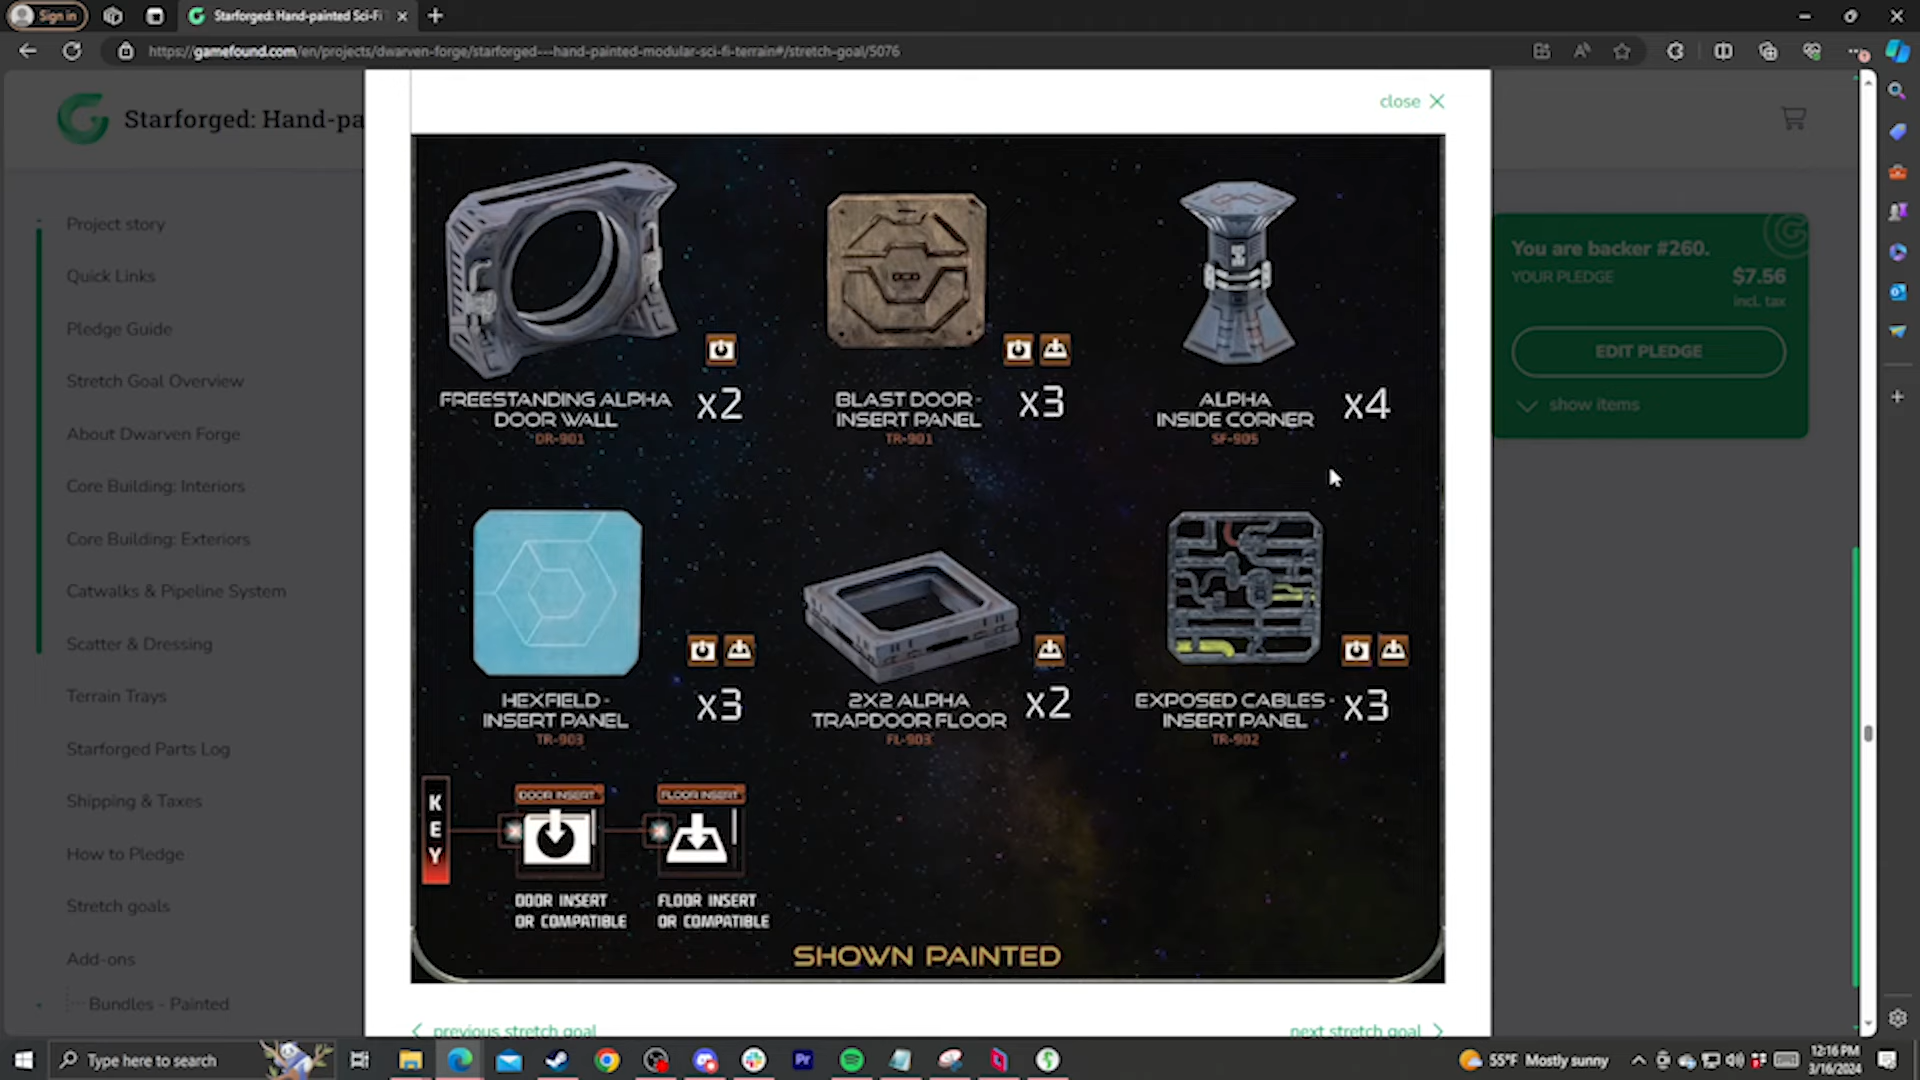 Sign in
Starforged: Hand-painted Sci-Fi
https://gamefound.com/en/projects/dwarven-forge/starforged---hand-painted-modular-sci-fi-terrain#/stretch-goal/5076
Starforged: Hand-pa
close
Project story
Quick Links
Pledge Guide
Stretch Goal Overview
About Dwarven Forge
Core Building: Interiors
Core Building: Exteriors
Catwalks & Pipeline System
Scatter & Dressing
Terrain Trays
Starforged Parts Log
Shipping & Taxes
How to Pledge
Stretch goals
Add-ons
Bundles - Painted
FREESTANDING ALPHA
DOOR WALL
DR-901
x2
BLAST DOOR -
INSERT PANEL
TR-901
x3
ALPHA
INSIDE CORNER
SF-905
x4
HEXFIELD -
INSERT PANEL
TR-903
x3
2X2 ALPHA
TRAPDOOR FLOOR
FL-903
x2
EXPOSED CABLES -
INSERT PANEL
TR-902
x3
KEY
DOOR INSERT
DOOR INSERT
OR COMPATIBLE
FLOOR INSERT
FLOOR INSERT
OR COMPATIBLE
SHOWN PAINTED
previous stretch goal
next stretch goal
You are backer #260.
YOUR PLEDGE
$7.56
incl. tax
EDIT PLEDGE
show items
Type here to search
55°F Mostly sunny
12:16 PM
3/16/2024